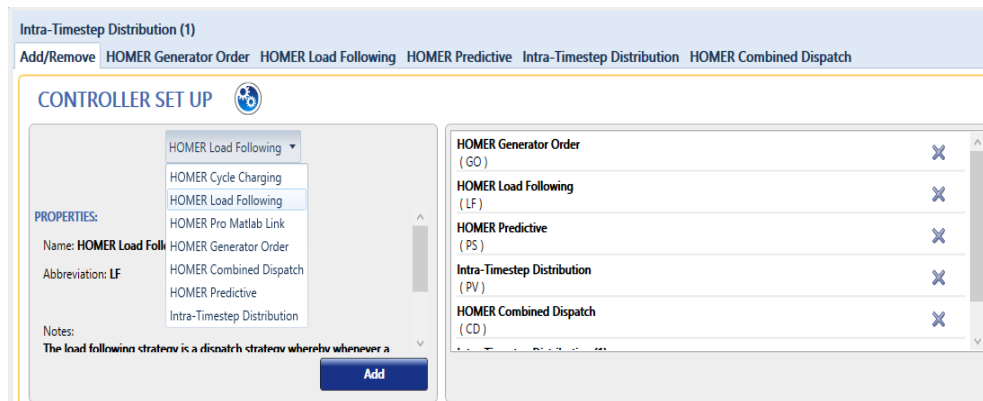 Intra-Timestep Distribution (1)
Add/Remove HOMER Generator Order HOMER Load Following HOMER Predictive Intra-Timestep Distribution HOMER Combined Dispatch
CONTROLLER SET UP
HOMER Load Following
HOMER Cycle Charging
HOMER Load Following
HOMER Pro Matlab Link
HOMER Generator Order
HOMER Combined Dispatch
HOMER Predictive
Intra-Timestep Distribution
PROPERTIES:
Name: HOMER Load Foll
Abbreviation: LF
Notes:
The load following strategy is a dispatch strategy whereby whenever a
Add
HOMER Generator Order
( GO )
HOMER Load Following
( LF )
HOMER Predictive
( PS )
Intra-Timestep Distribution
( PV )
HOMER Combined Dispatch
( CD )